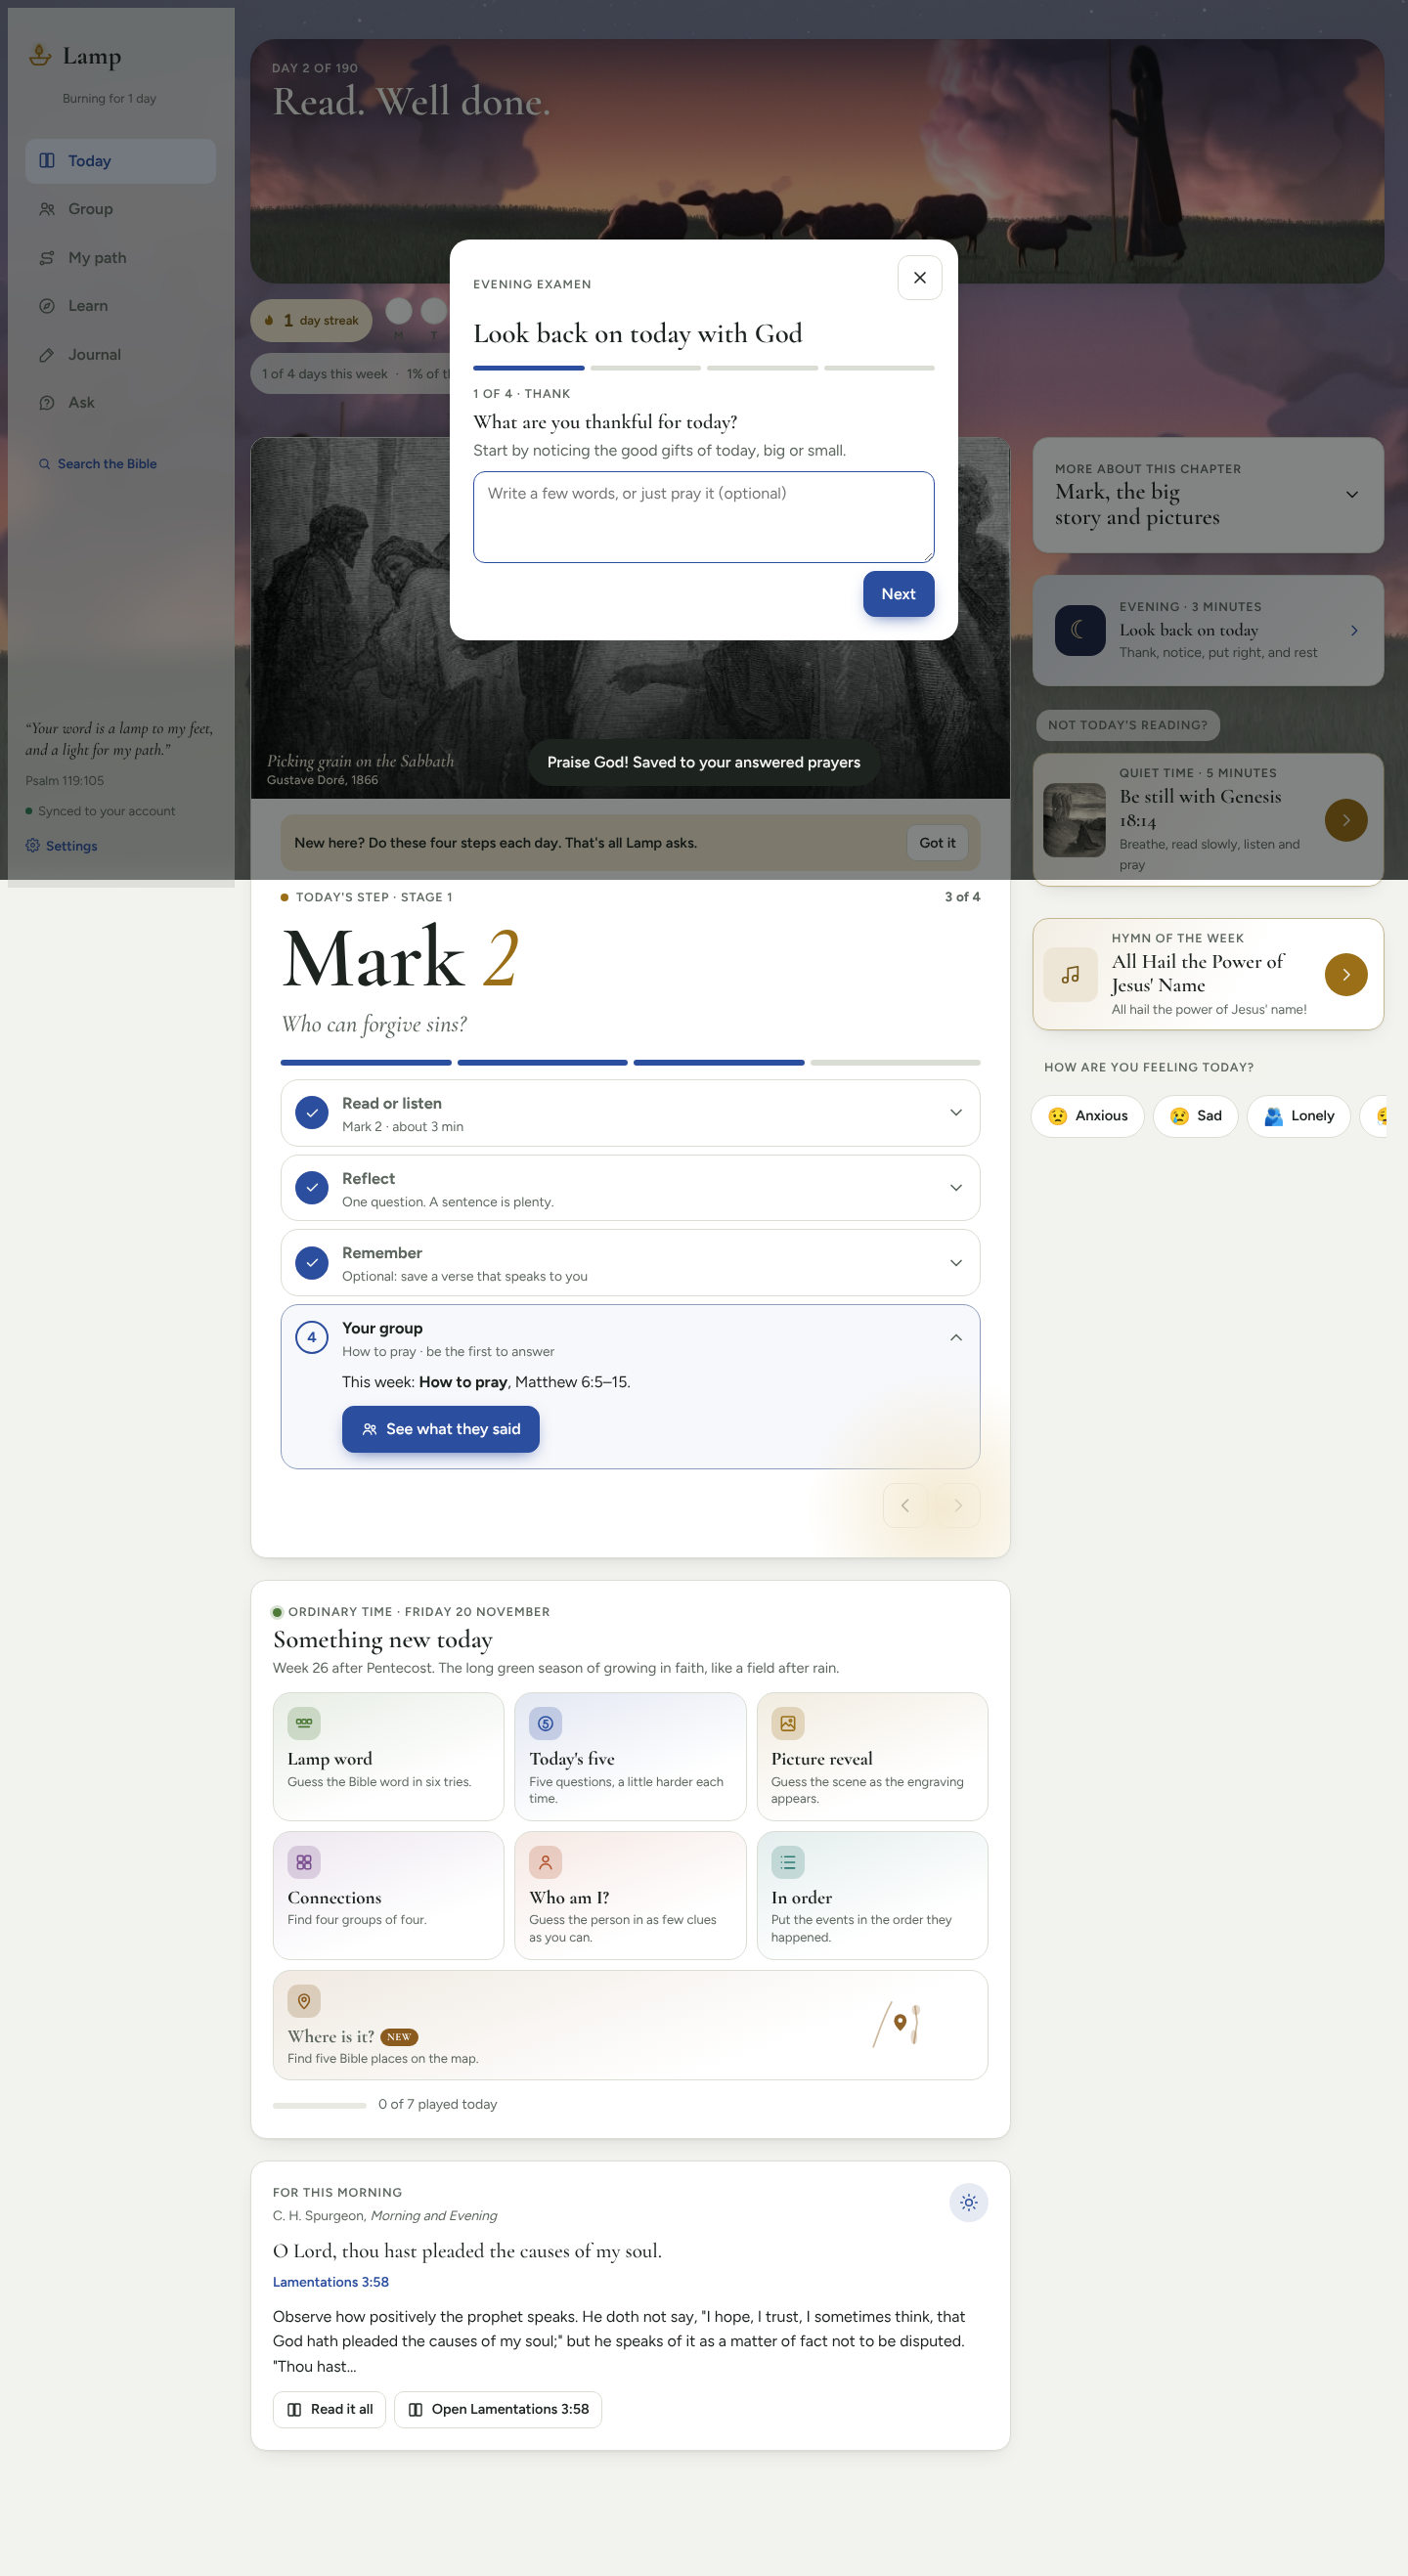 Lamp
Burning for 1 day
Today
Group
My path
Learn
Journal
Ask
Search the Bible
“Your word is a lamp to my feet,
and a light for my path.”
Psalm 119:105
Synced to your account
Settings
DAY 2 OF 190
Read. Well done.
1 day streak
M
T
1 of 4 days this week · 1% of
EVENING EXAMEN
Look back on today with God
1 OF 4 · THANK
What are you thankful for today?
Start by noticing the good gifts of today, big or small.
Write a few words, or just pray it (optional)
Next
Picking grain on the Sabbath
Gustave Doré, 1866
Praise God! Saved to your answered prayers
New here? Do these four steps each day. That's all Lamp asks.
Got it
TODAY'S STEP · STAGE 1
3 of 4
Mark 2
Who can forgive sins?
Read or listen
Mark 2 · about 3 min
Reflect
One question. A sentence is plenty.
Remember
Optional: save a verse that speaks to you
4
Your group
How to pray · be the first to answer
This week: How to pray, Matthew 6:5–15.
See what they said
ORDINARY TIME · FRIDAY 20 NOVEMBER
Something new today
Week 26 after Pentecost. The long green season of growing in faith, like a field after rain.
Lamp word
Guess the Bible word in six tries.
5
Today's five
Five questions, a little harder each
time.
Picture reveal
Guess the scene as the engraving
appears.
Connections
Find four groups of four.
Who am I?
Guess the person in as few clues
as you can.
In order
Put the events in the order they
happened.
Where is it? NEW
Find five Bible places on the map.
0 of 7 played today
FOR THIS MORNING
C. H. Spurgeon, Morning and Evening
O Lord, thou hast pleaded the causes of my soul.
Lamentations 3:58
Observe how positively the prophet speaks. He doth not say, "I hope, I trust, I sometimes think, that
God hath pleaded the causes of my soul;" but he speaks of it as a matter of fact not to be disputed.
"Thou hast...
Read it all
Open Lamentations 3:58
MORE ABOUT THIS CHAPTER
Mark, the big
story and pictures
EVENING · 3 MINUTES
Look back on today
Thank, notice, put right, and rest
NOT TODAY'S READING?
QUIET TIME · 5 MINUTES
Be still with Genesis
18:14
Breathe, read slowly, listen and
pray
HYMN OF THE WEEK
All Hail the Power of
Jesus' Name
All hail the power of Jesus' name!
HOW ARE YOU FEELING TODAY?
Anxious
Sad
Lonely